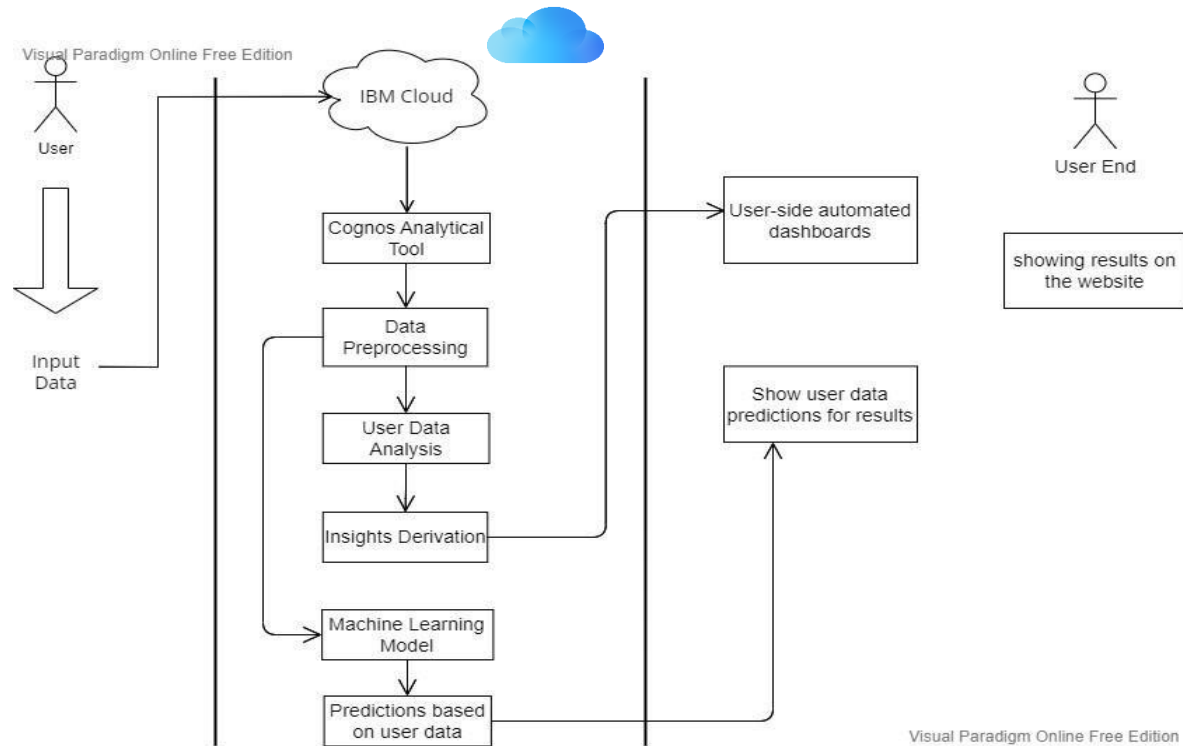 Visual Paradigm Online Free Edition
User
Input
Data
IBM Cloud
Cognos Analytical
Tool
Data
Preprocessing
User Data
Analysis
Insights Derivation
Machine Learning
Model
Predictions based
on user data
User-side automated
dashboards
Show user data
predictions for results
User End
showing results on
the website
Visual Paradigm Online Free Edition